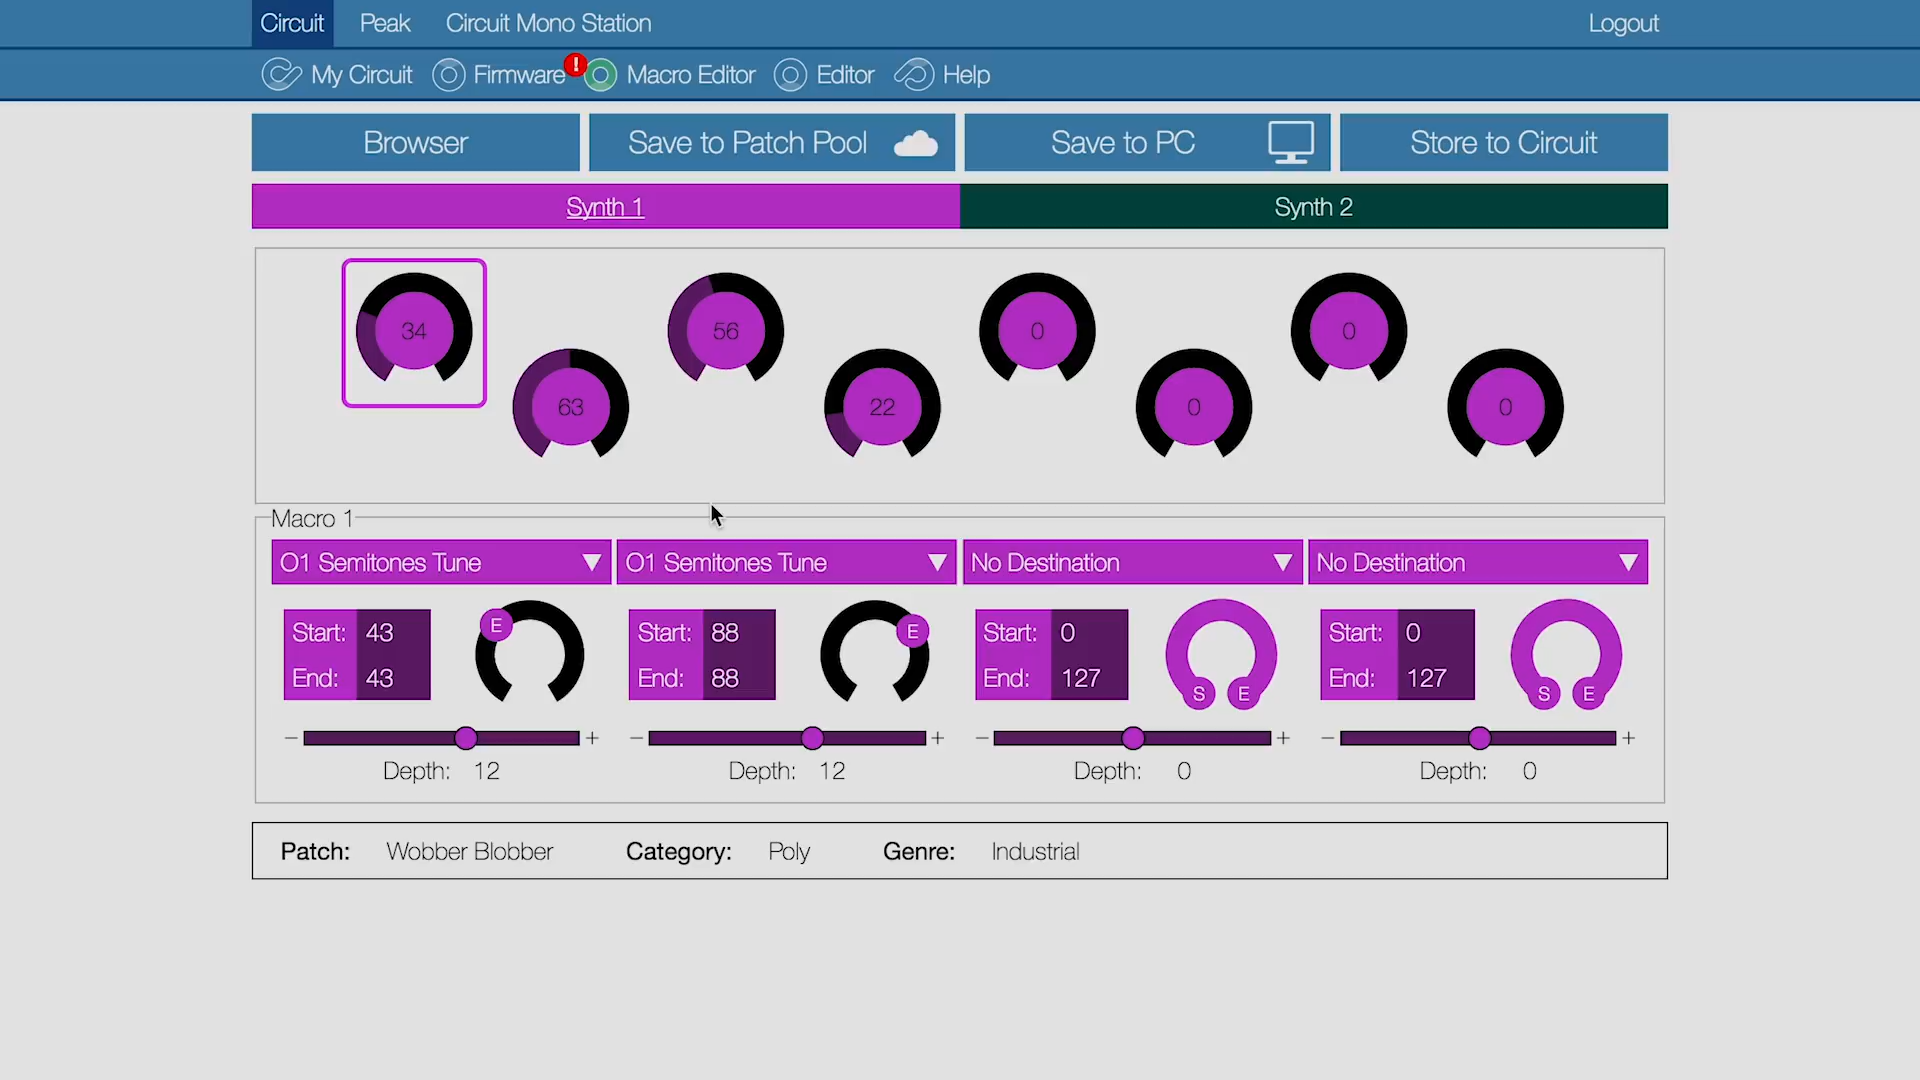 Circuit Peak Circuit Mono Station Logout
My Circuit Firmware ! Macro Editor Editor Help
Browser Save to Patch Pool Save to PC Store to Circuit
Synth 1 Synth 2
34 56 0 0
63 22 0 0
Macro 1
O1 Semitones Tune O1 Semitones Tune No Destination No Destination
Start: 43 E Start: 88 E Start: 0 Start: 0
End: 43 End: 88 End: 127 S E End: 127 S E
− + − + − + − +
Depth: 12 Depth: 12 Depth: 0 Depth: 0
Patch: Wobber Blobber Category: Poly Genre: Industrial